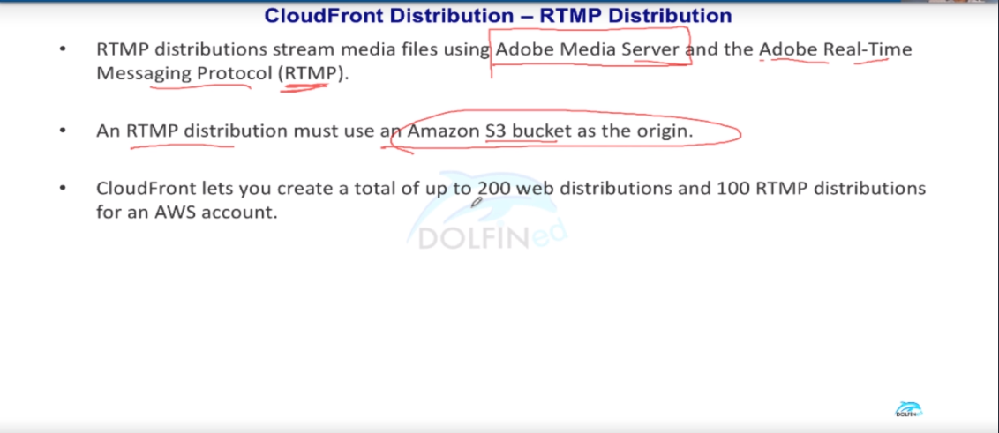 CloudFront Distribution – RTMP Distribution
• RTMP distributions stream media files using Adobe Media Server and the Adobe Real-Time
Messaging Protocol (RTMP).
• An RTMP distribution must use an Amazon S3 bucket as the origin.
• CloudFront lets you create a total of up to 200 web distributions and 100 RTMP distributions
for an AWS account.
DOLFINed
DOLFINed